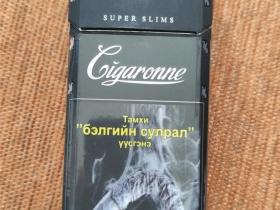 SUPER SLIMS
Cigaronne
Тамхи
"бэлгийн сулрал"
үүсгэнэ